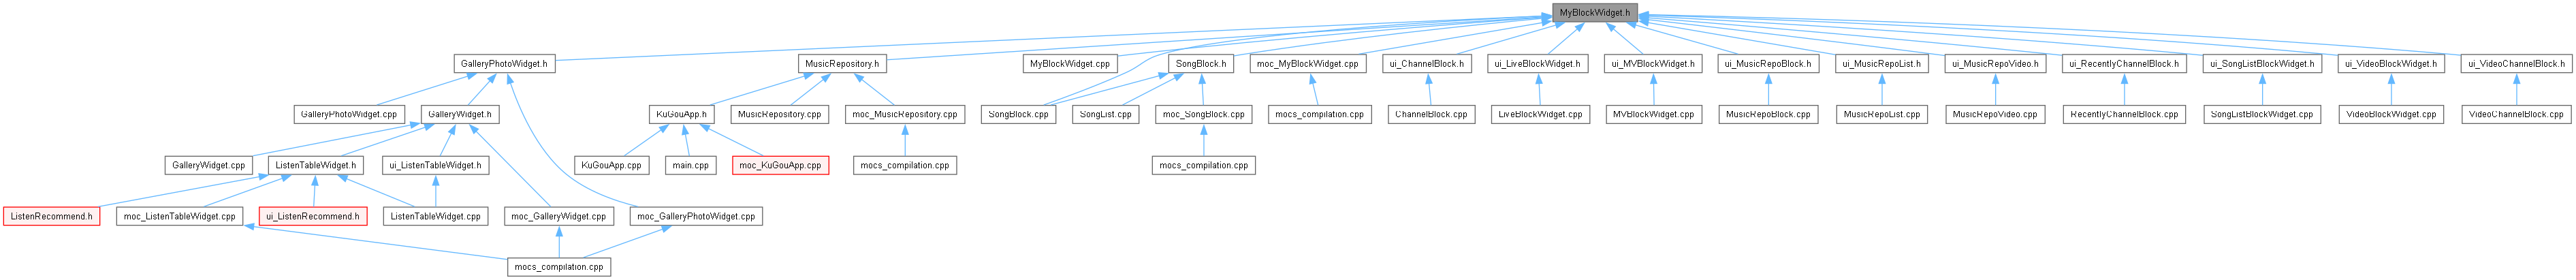 MyBlockWidget.h
GalleryPhotoWidget.h
MusicRepository.h
MyBlockWidget.cpp
SongBlock.h
moc_MyBlockWidget.cpp
ui_ChannelBlock.h
ui_LiveBlockWidget.h
ui_MVBlockWidget.h
ui_MusicRepoBlock.h
ui_MusicRepoList.h
ui_MusicRepoVideo.h
ui_RecentlyChannelBlock.h
ui_SongListBlockWidget.h
ui_VideoBlockWidget.h
ui_VideoChannelBlock.h
GalleryPhotoWidget.cpp
GalleryWidget.h
KuGouApp.h
MusicRepository.cpp
moc_MusicRepository.cpp
SongBlock.cpp
SongList.cpp
moc_SongBlock.cpp
mocs_compilation.cpp
ChannelBlock.cpp
LiveBlockWidget.cpp
MVBlockWidget.cpp
MusicRepoBlock.cpp
MusicRepoList.cpp
MusicRepoVideo.cpp
RecentlyChannelBlock.cpp
SongListBlockWidget.cpp
VideoBlockWidget.cpp
VideoChannelBlock.cpp
GalleryWidget.cpp
ListenTableWidget.h
ui_ListenTableWidget.h
KuGouApp.cpp
main.cpp
moc_KuGouApp.cpp
mocs_compilation.cpp
mocs_compilation.cpp
ListenRecommend.h
moc_ListenTableWidget.cpp
ui_ListenRecommend.h
ListenTableWidget.cpp
moc_GalleryWidget.cpp
moc_GalleryPhotoWidget.cpp
mocs_compilation.cpp